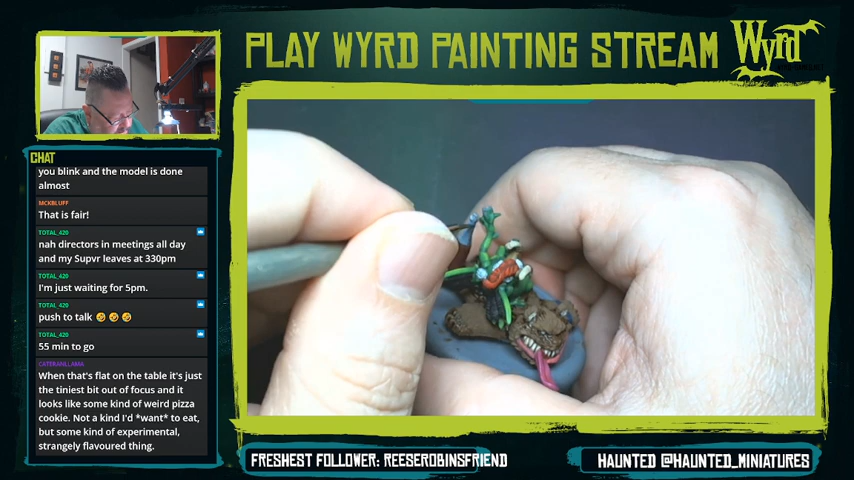 PLAY WYRD PAINTING STREAM
Wyrd
CHAT
you blink and the model is done
almost
MCKBLUFF
That is fair!
TOTAL_420
nah directors in meetings all day
and my Supvr leaves at 330pm
TOTAL_420
I'm just waiting for 5pm.
TOTAL_420
push to talk 🤣 🤣 🤣
TOTAL_420
55 min to go
When that's flat on the table it's just
the tiniest bit out of focus and it
looks like some kind of weird pizza
cookie. Not a kind I'd *want* to eat,
but some kind of experimental,
strangely flavoured thing.
FRESHEST FOLLOWER: REESEROBINSFRIEND
HAUNTED @HAUNTED_MINIATURES